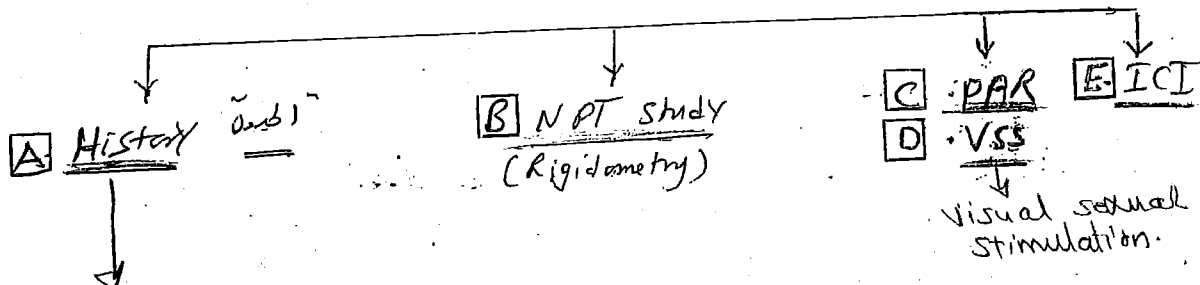 A. History
B NPT study
(Rigidometry)
C PAR
D VSS
visual sexual
stimulation.
E. ICI